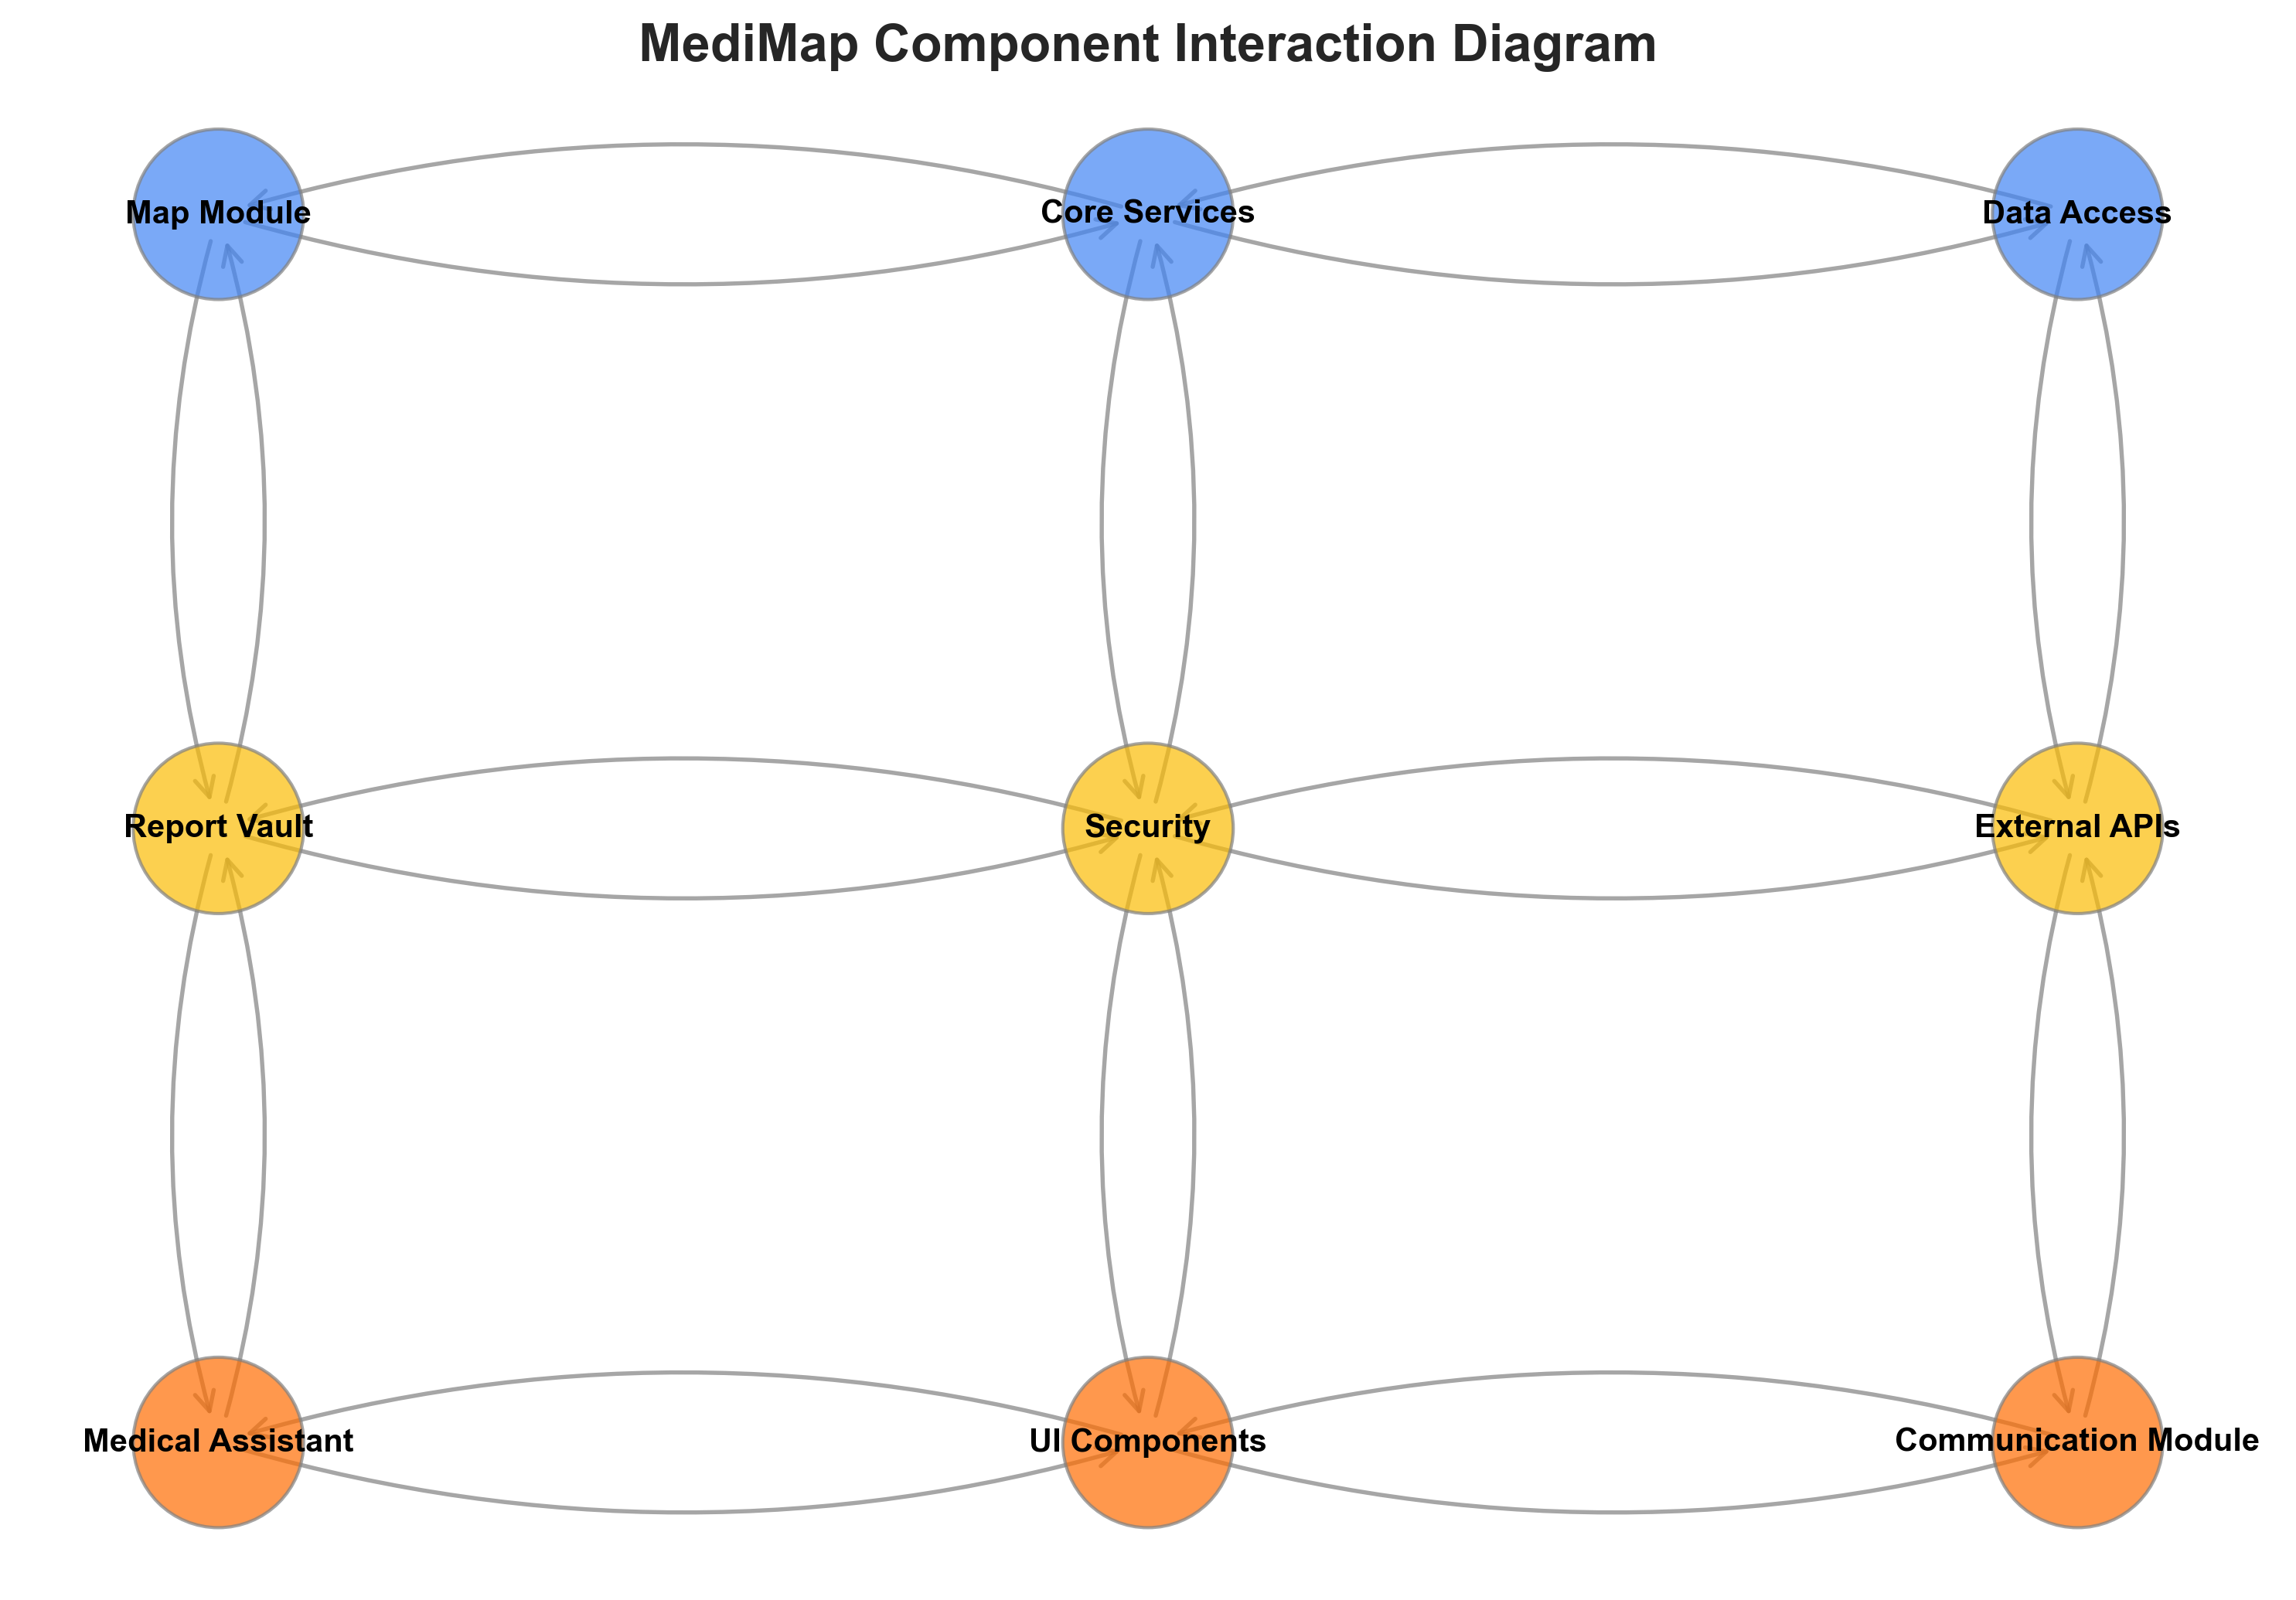 MediMap Component Interaction Diagram
Map Module
Core Services
Data Access
Report Vault
Security
External APIs
Medical Assistant
UI Components
Communication Module